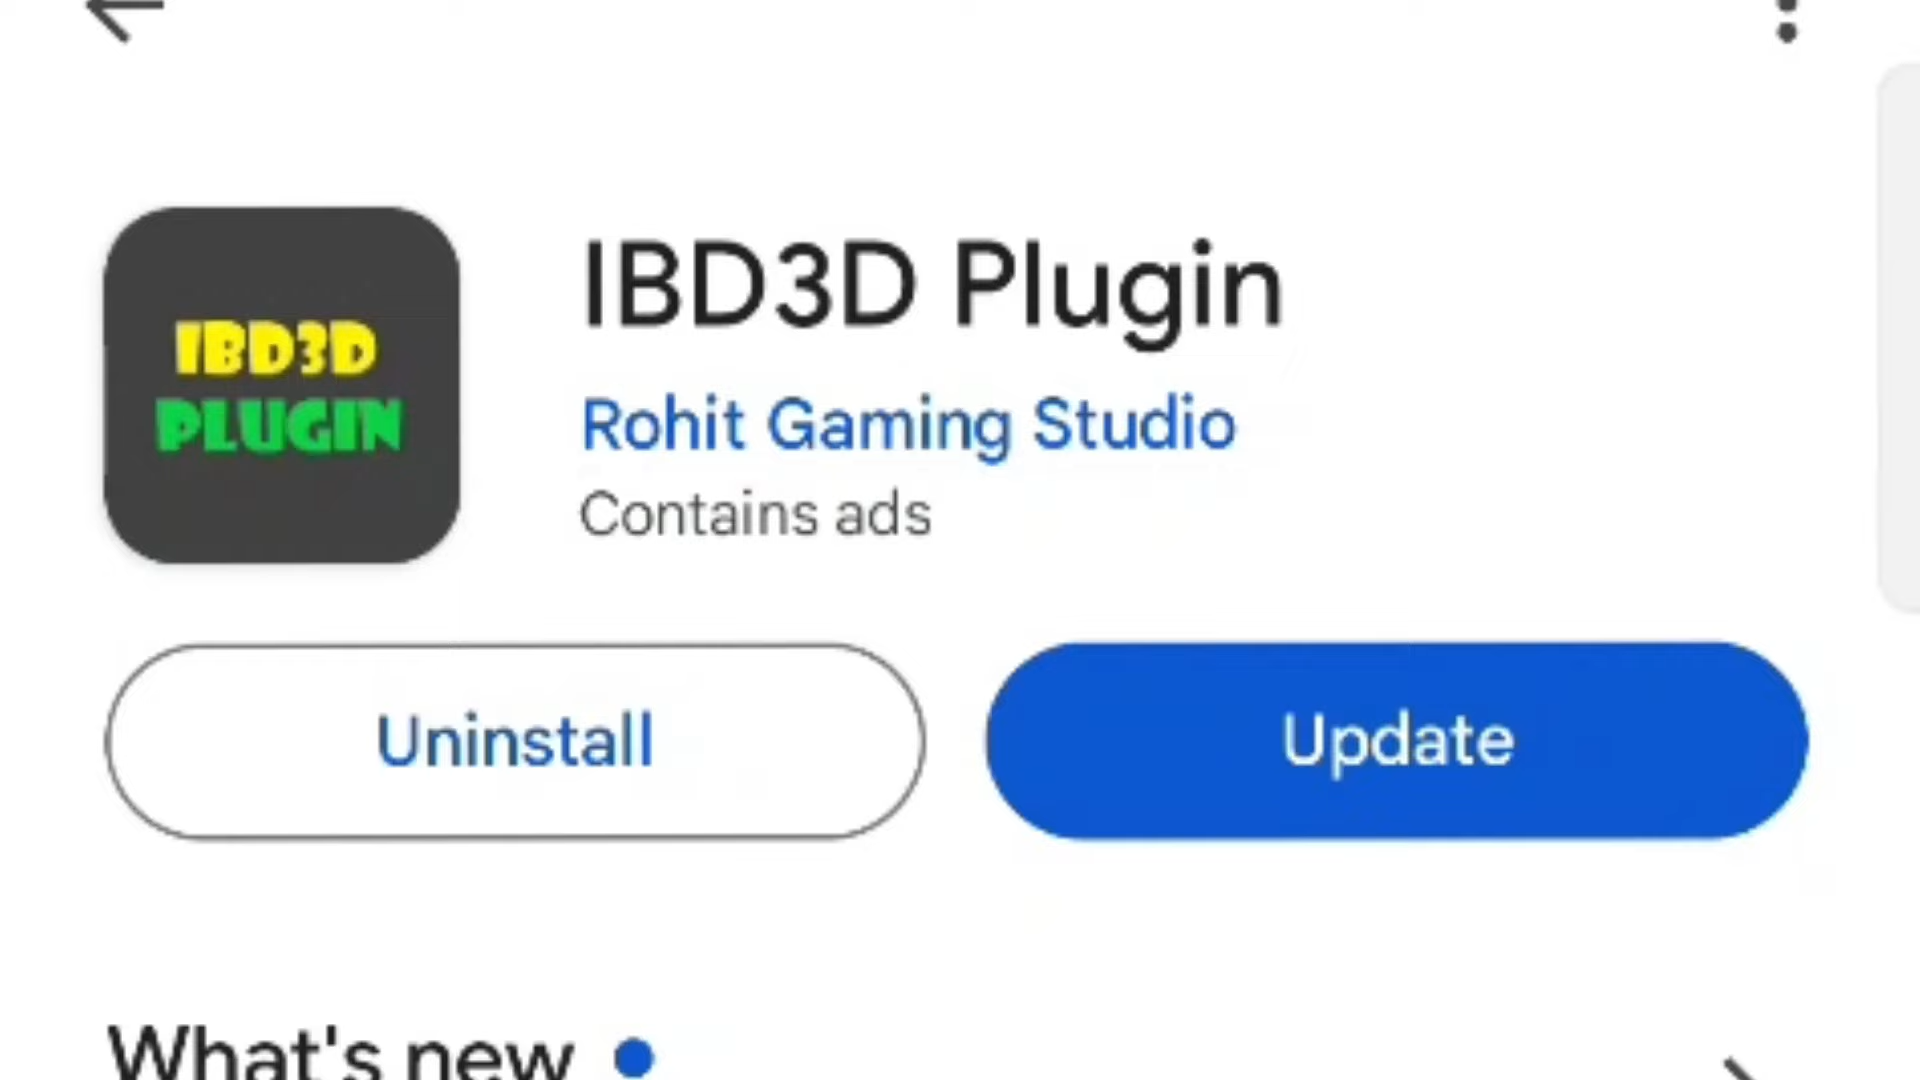 IBD3D
PLUGIN
IBD3D Plugin
Rohit Gaming Studio
Contains ads
Uninstall
Update
What's new